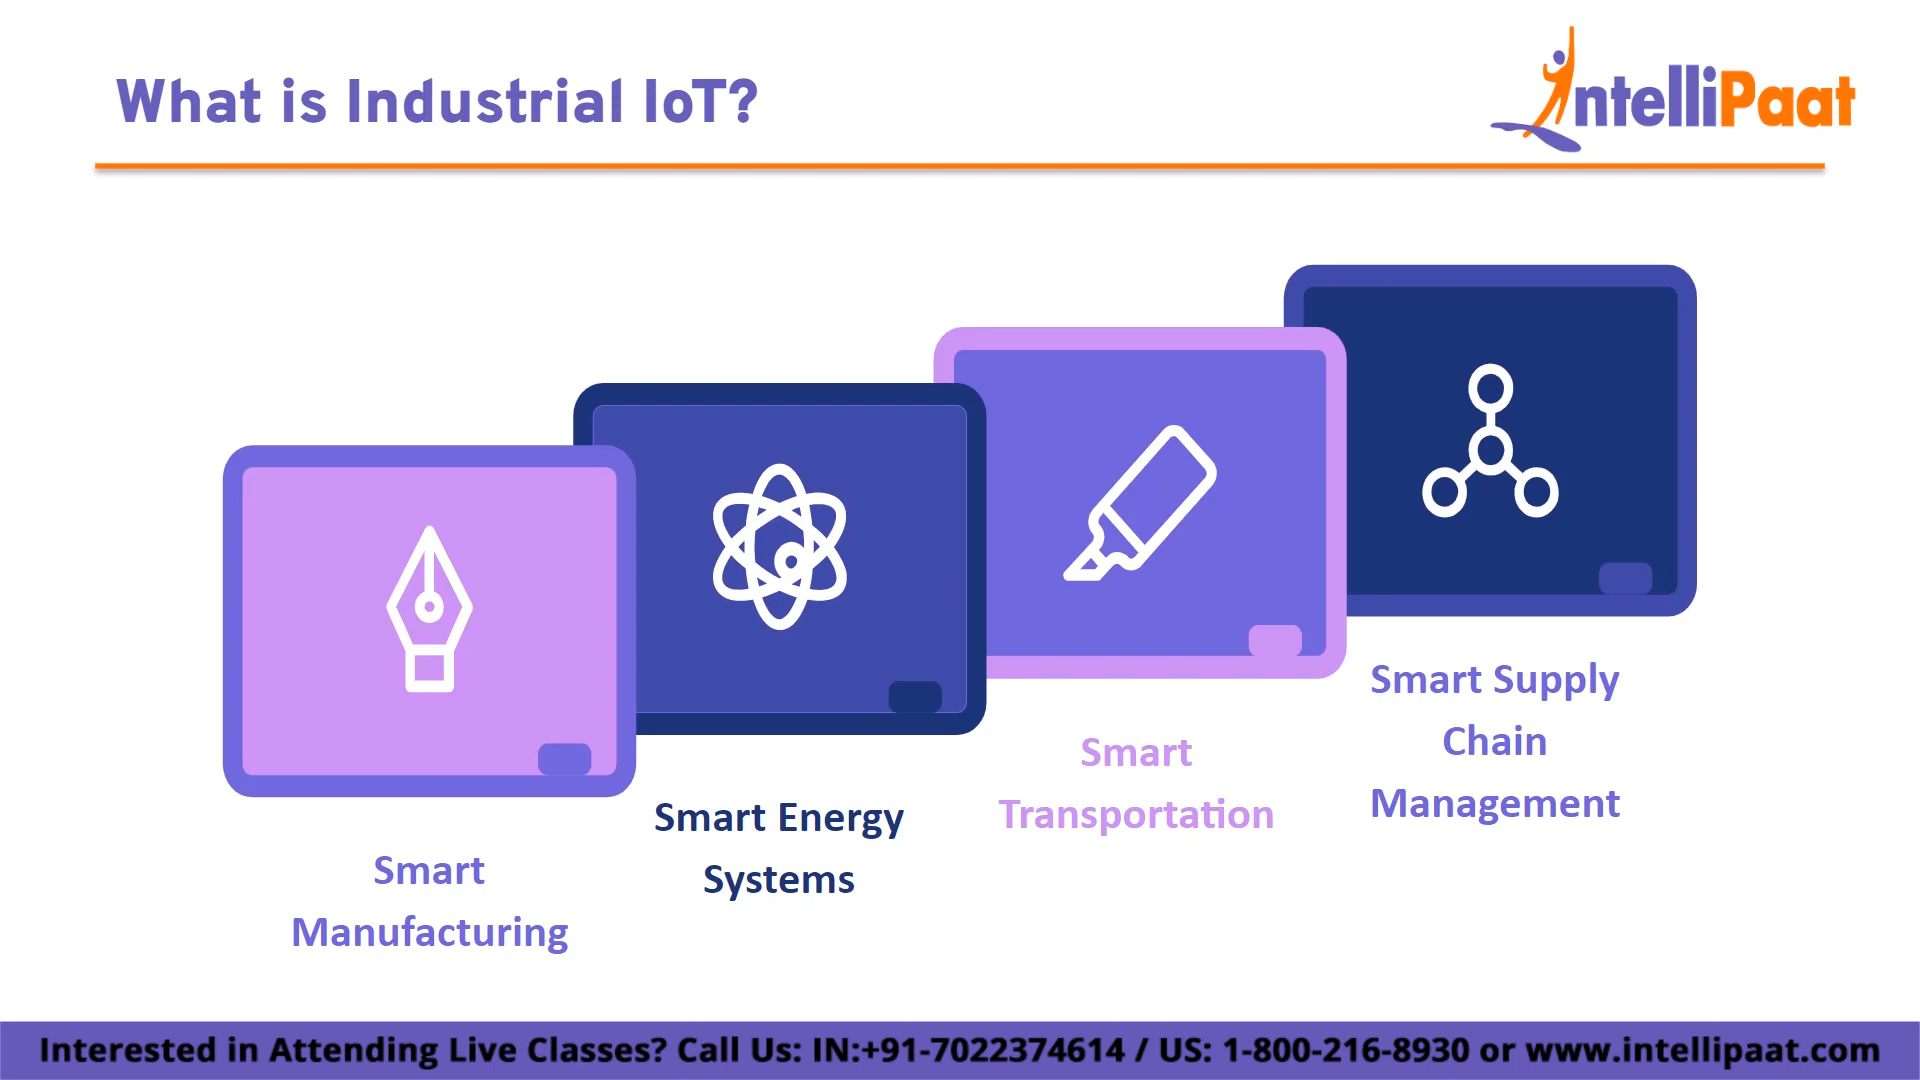 What is Industrial IoT?
IntelliPaat
Smart
Manufacturing
Smart Energy
Systems
Smart
Transportation
Smart Supply
Chain
Management
Interested in Attending Live Classes? Call Us: IN:+91-7022374614 / US: 1-800-216-8930 or www.intellipaat.com